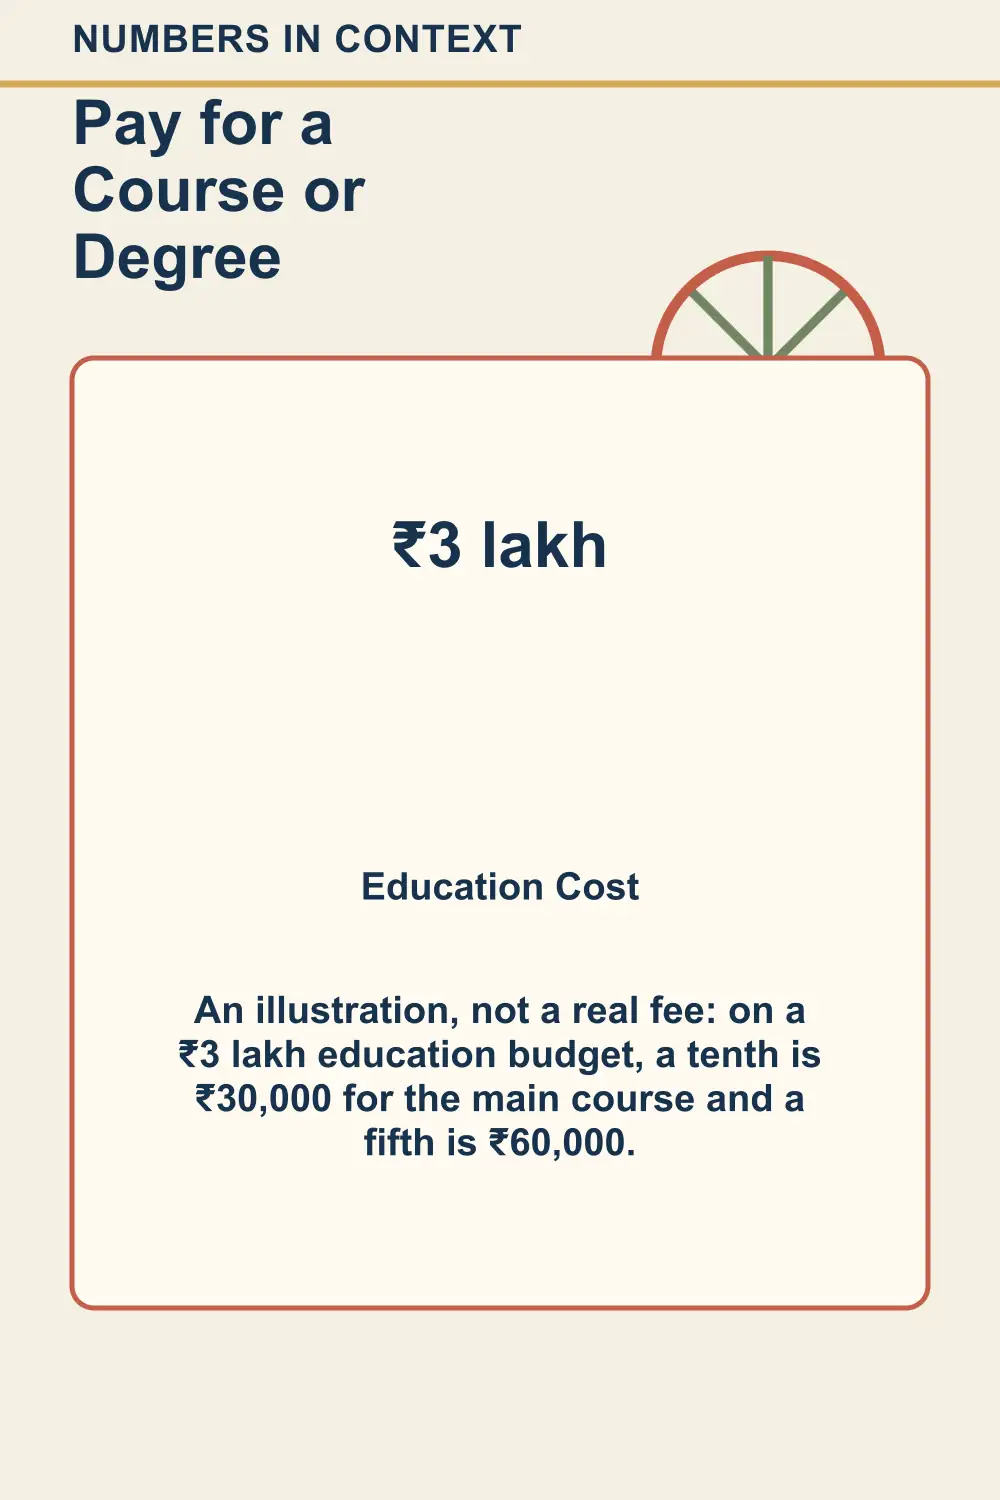 NUMBERS IN CONTEXT
Pay for a
Course or
Degree
₹3 lakh
Education Cost
An illustration, not a real fee: on a
₹3 lakh education budget, a tenth is
₹30,000 for the main course and a
fifth is ₹60,000.